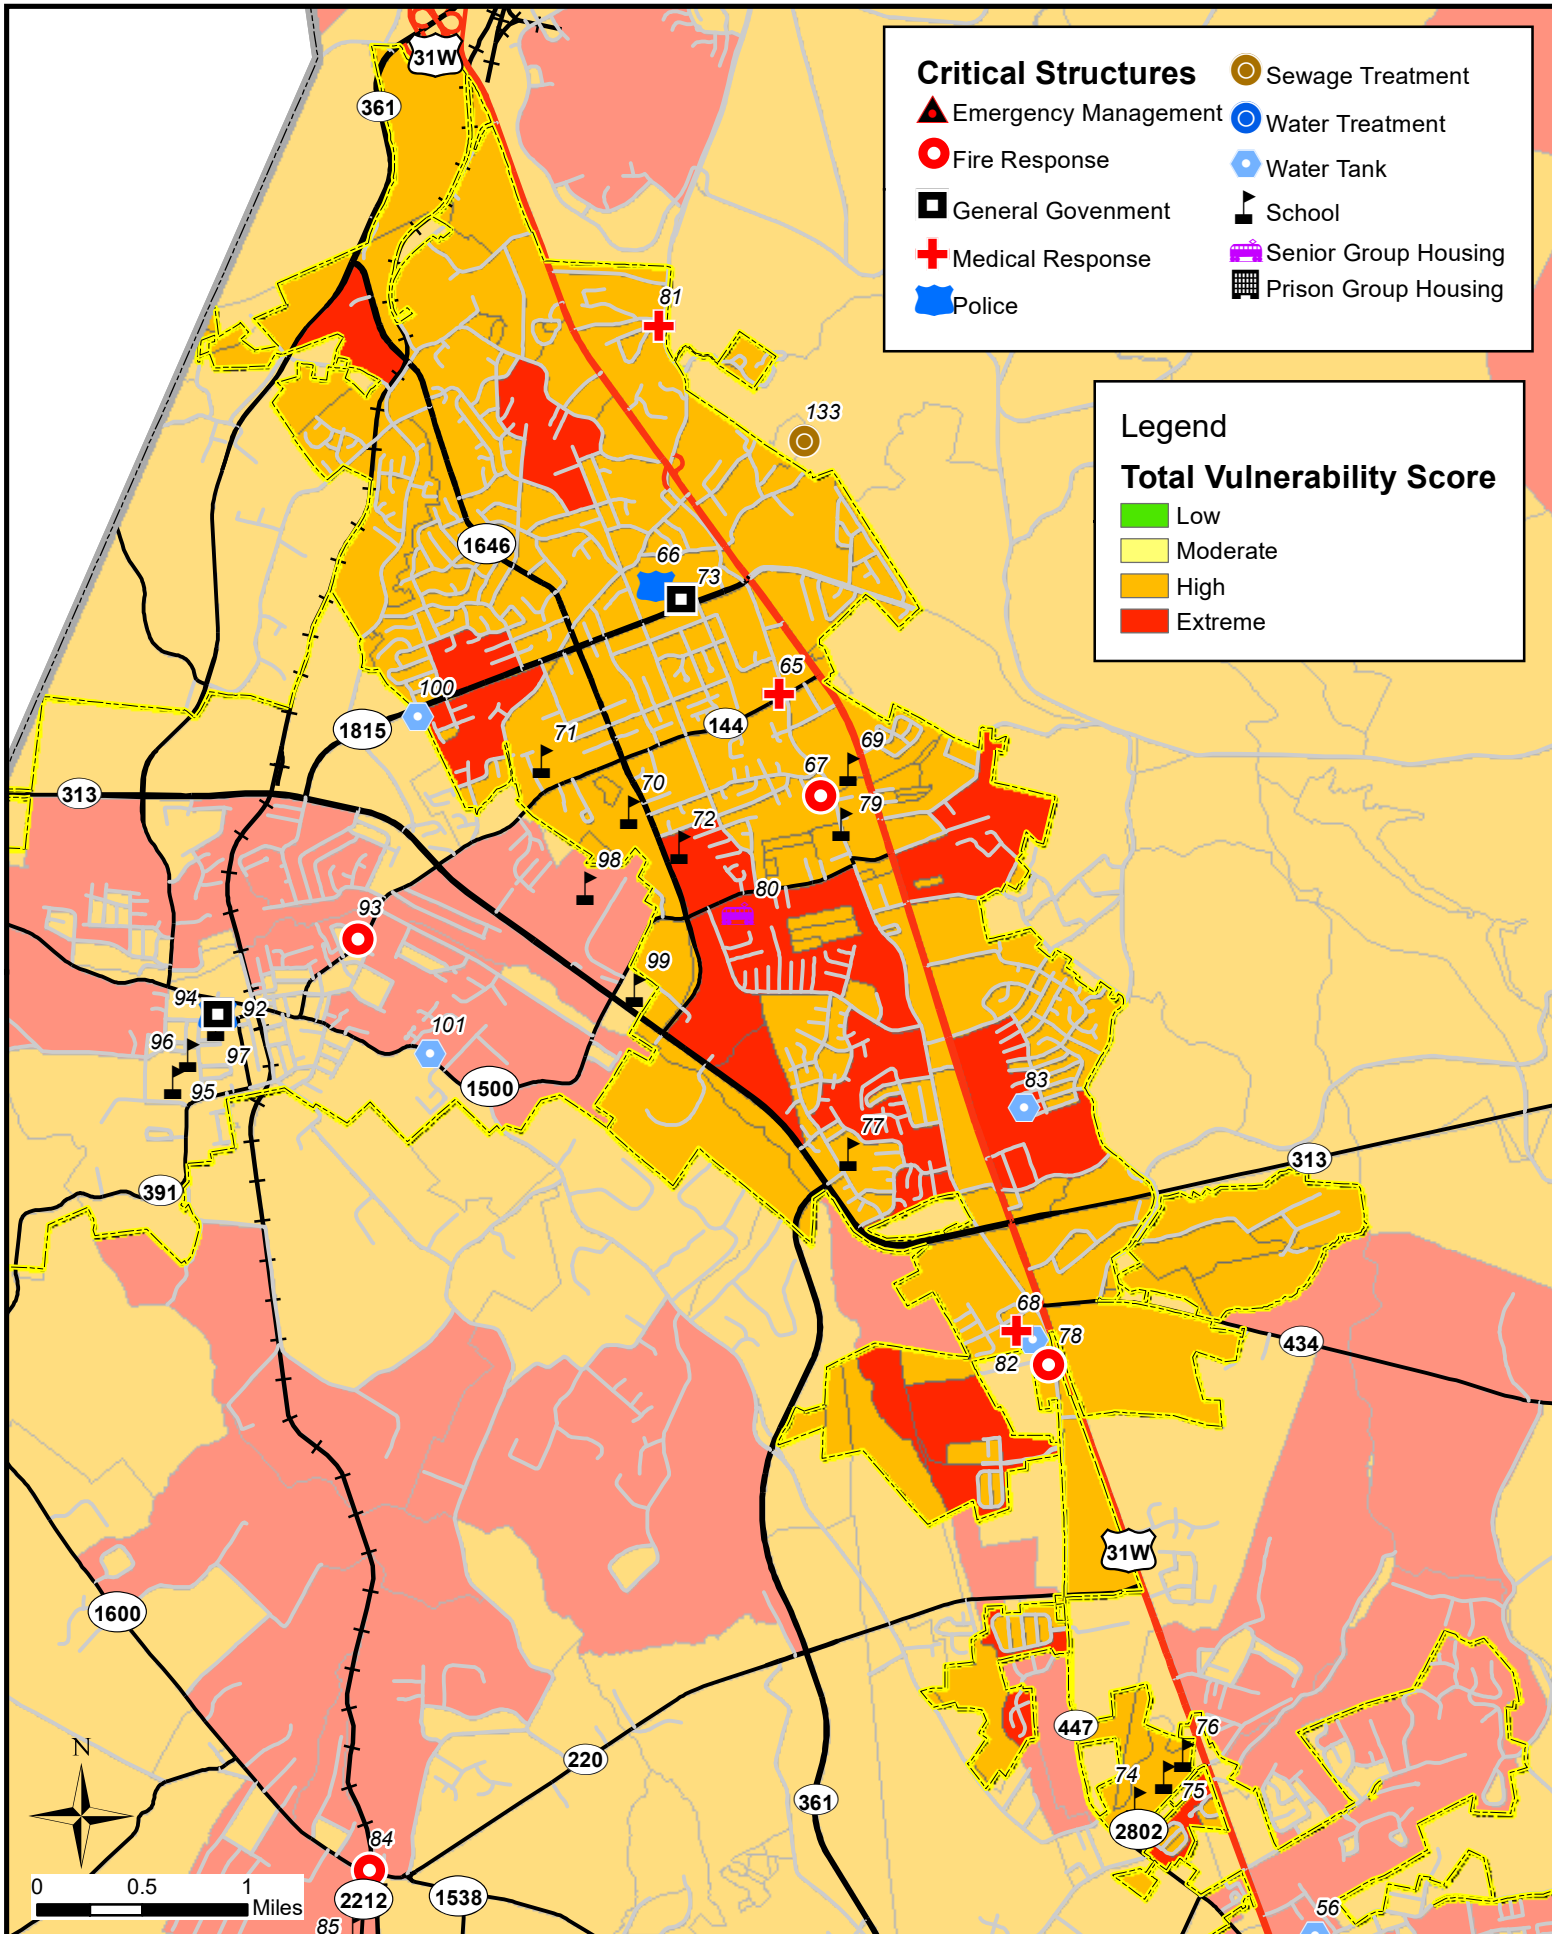 Critical Structures
Emergency Management
Fire Response
General Govenment
Medical Response
Police
Sewage Treatment
Water Treatment
Water Tank
School
Senior Group Housing
Prison Group Housing
Legend
Total Vulnerability Score
Low
Moderate
High
Extreme
31W
361
81
133
1646
66
73
65
100
1815
144
71
69
67
313
70
79
72
98
80
93
99
94
92
96
101
97
1500
83
95
77
313
391
68
78
434
82
31W
1600
447
76
220
74
75
361
2802
84
2212
1538
85
56
N
0 0.5 1
Miles